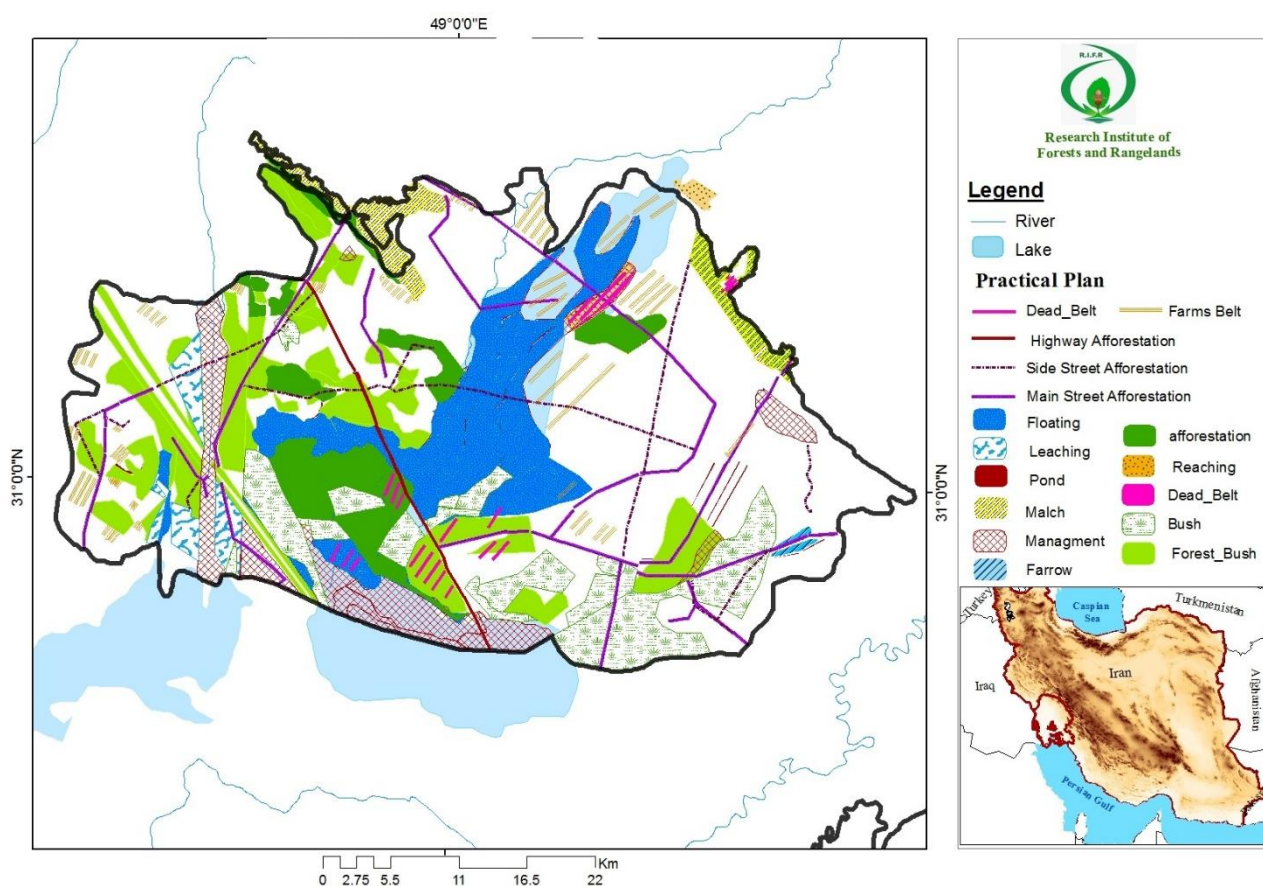 49°0'0"E
31°0'0"N
31°0'0"N
Km
0 2.75 5.5 11 16.5 22
R.I.F.R
Research Institute of
Forests and Rangelands
Legend
River
Lake
Practical Plan
Dead_Belt
Farms Belt
Highway Afforestation
Side Street Afforestation
Main Street Afforestation
Floating
Leaching
Pond
Malch
Managment
Farrow
afforestation
Reaching
Dead_Belt
Bush
Forest_Bush
Turkey
Caspian
Sea
Turkmenistan
Iraq
Iran
Afghanistan
Persian Gulf